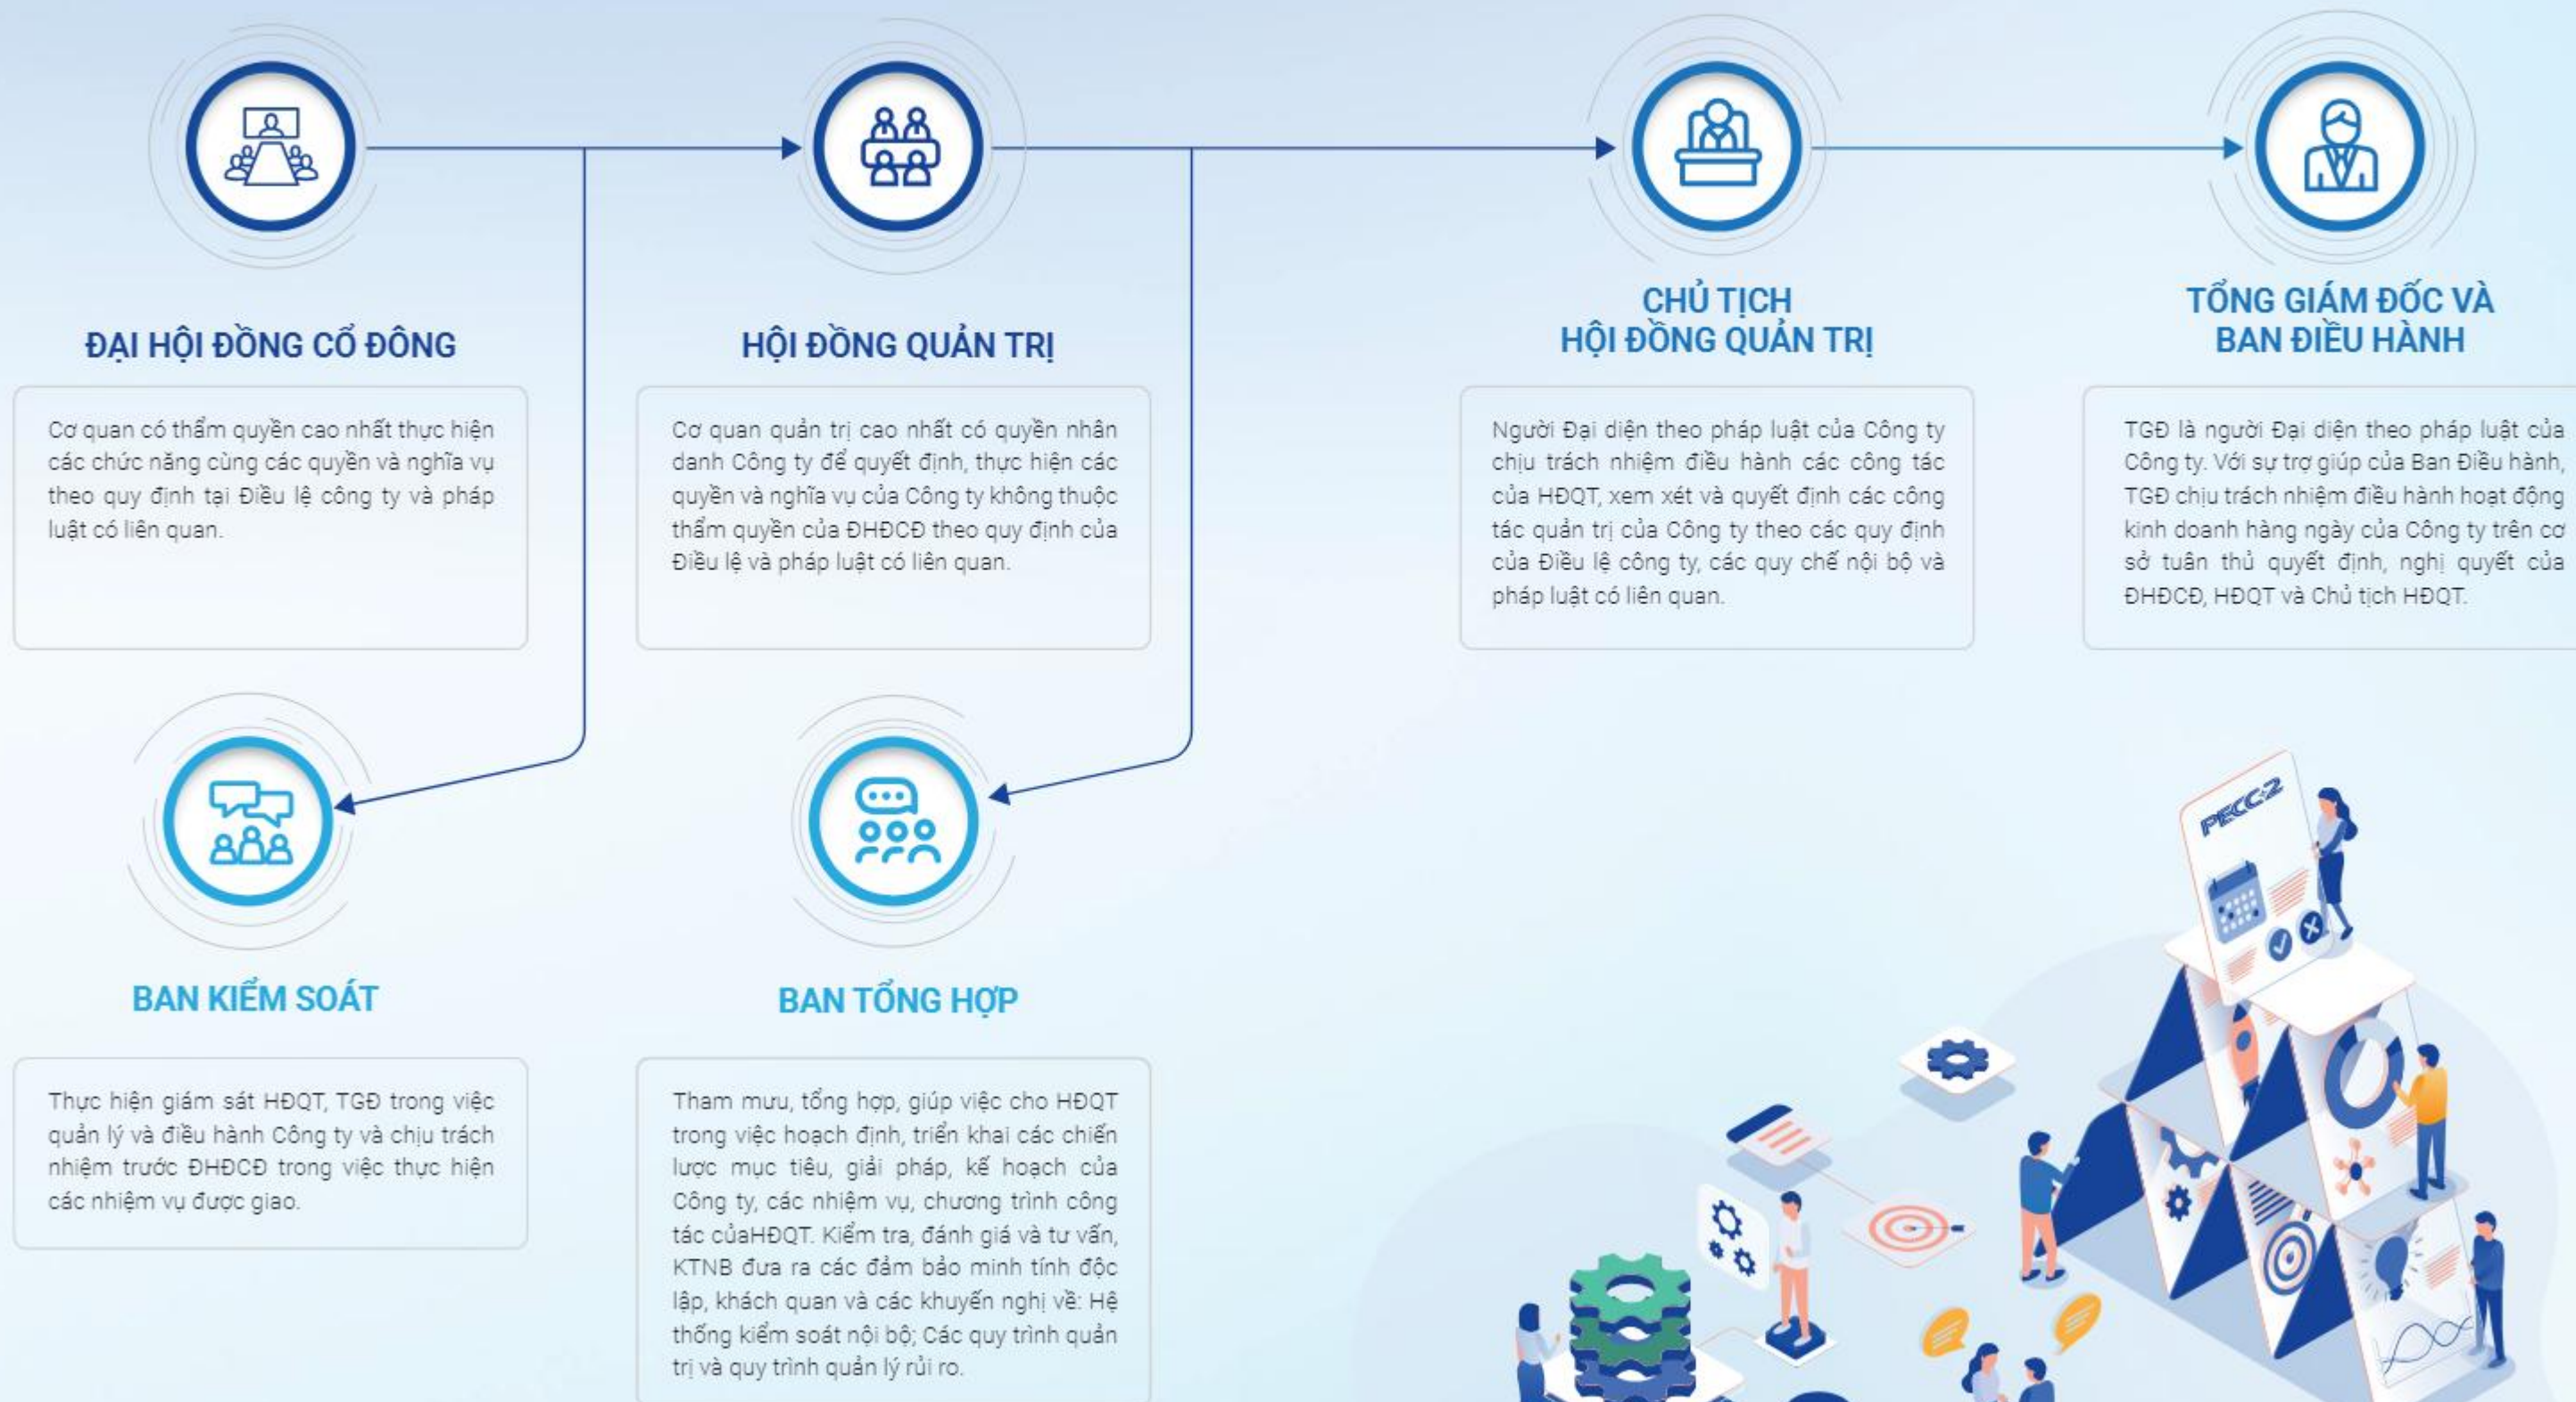 ĐẠI HỘI ĐỒNG CỔ ĐÔNG
Cơ quan có thẩm quyền cao nhất thực hiện
các chức năng cùng các quyền và nghĩa vụ
theo quy định tại Điều lệ công ty và pháp
luật có liên quan.
HỘI ĐỒNG QUẢN TRỊ
Cơ quan quản trị cao nhất có quyền nhân
danh Công ty để quyết định, thực hiện các
quyền và nghĩa vụ của Công ty không thuộc
thẩm quyền của ĐHĐCĐ theo quy định của
Điều lệ và pháp luật có liên quan.
CHỦ TỊCH
HỘI ĐỒNG QUẢN TRỊ
Người Đại diện theo pháp luật của Công ty
chịu trách nhiệm điều hành các công tác
của HĐQT, xem xét và quyết định các công
tác quản trị của Công ty theo các quy định
của Điều lệ công ty, các quy chế nội bộ và
pháp luật có liên quan.
TỔNG GIÁM ĐỐC VÀ
BAN ĐIỀU HÀNH
TGĐ là người Đại diện theo pháp luật của
Công ty. Với sự trợ giúp của Ban Điều hành,
TGĐ chịu trách nhiệm điều hành hoạt động
kinh doanh hàng ngày của Công ty trên cơ
sở tuân thủ quyết định, nghị quyết của
ĐHĐCĐ, HĐQT và Chủ tịch HĐQT.
BAN KIỂM SOÁT
Thực hiện giám sát HĐQT, TGĐ trong việc
quản lý và điều hành Công ty và chịu trách
nhiệm trước ĐHĐCĐ trong việc thực hiện
các nhiệm vụ được giao.
BAN TỔNG HỢP
Tham mưu, tổng hợp, giúp việc cho HĐQT
trong việc hoạch định, triển khai các chiến
lược mục tiêu, giải pháp, kế hoạch của
Công ty, các nhiệm vụ, chương trình công
tác củaHĐQT. Kiểm tra, đánh giá và tư vấn,
KTNB đưa ra các đảm bảo minh tính độc
lập, khách quan và các khuyến nghị về: Hệ
thống kiểm soát nội bộ; Các quy trình quản
trị và quy trình quản lý rủi ro.
PECC2